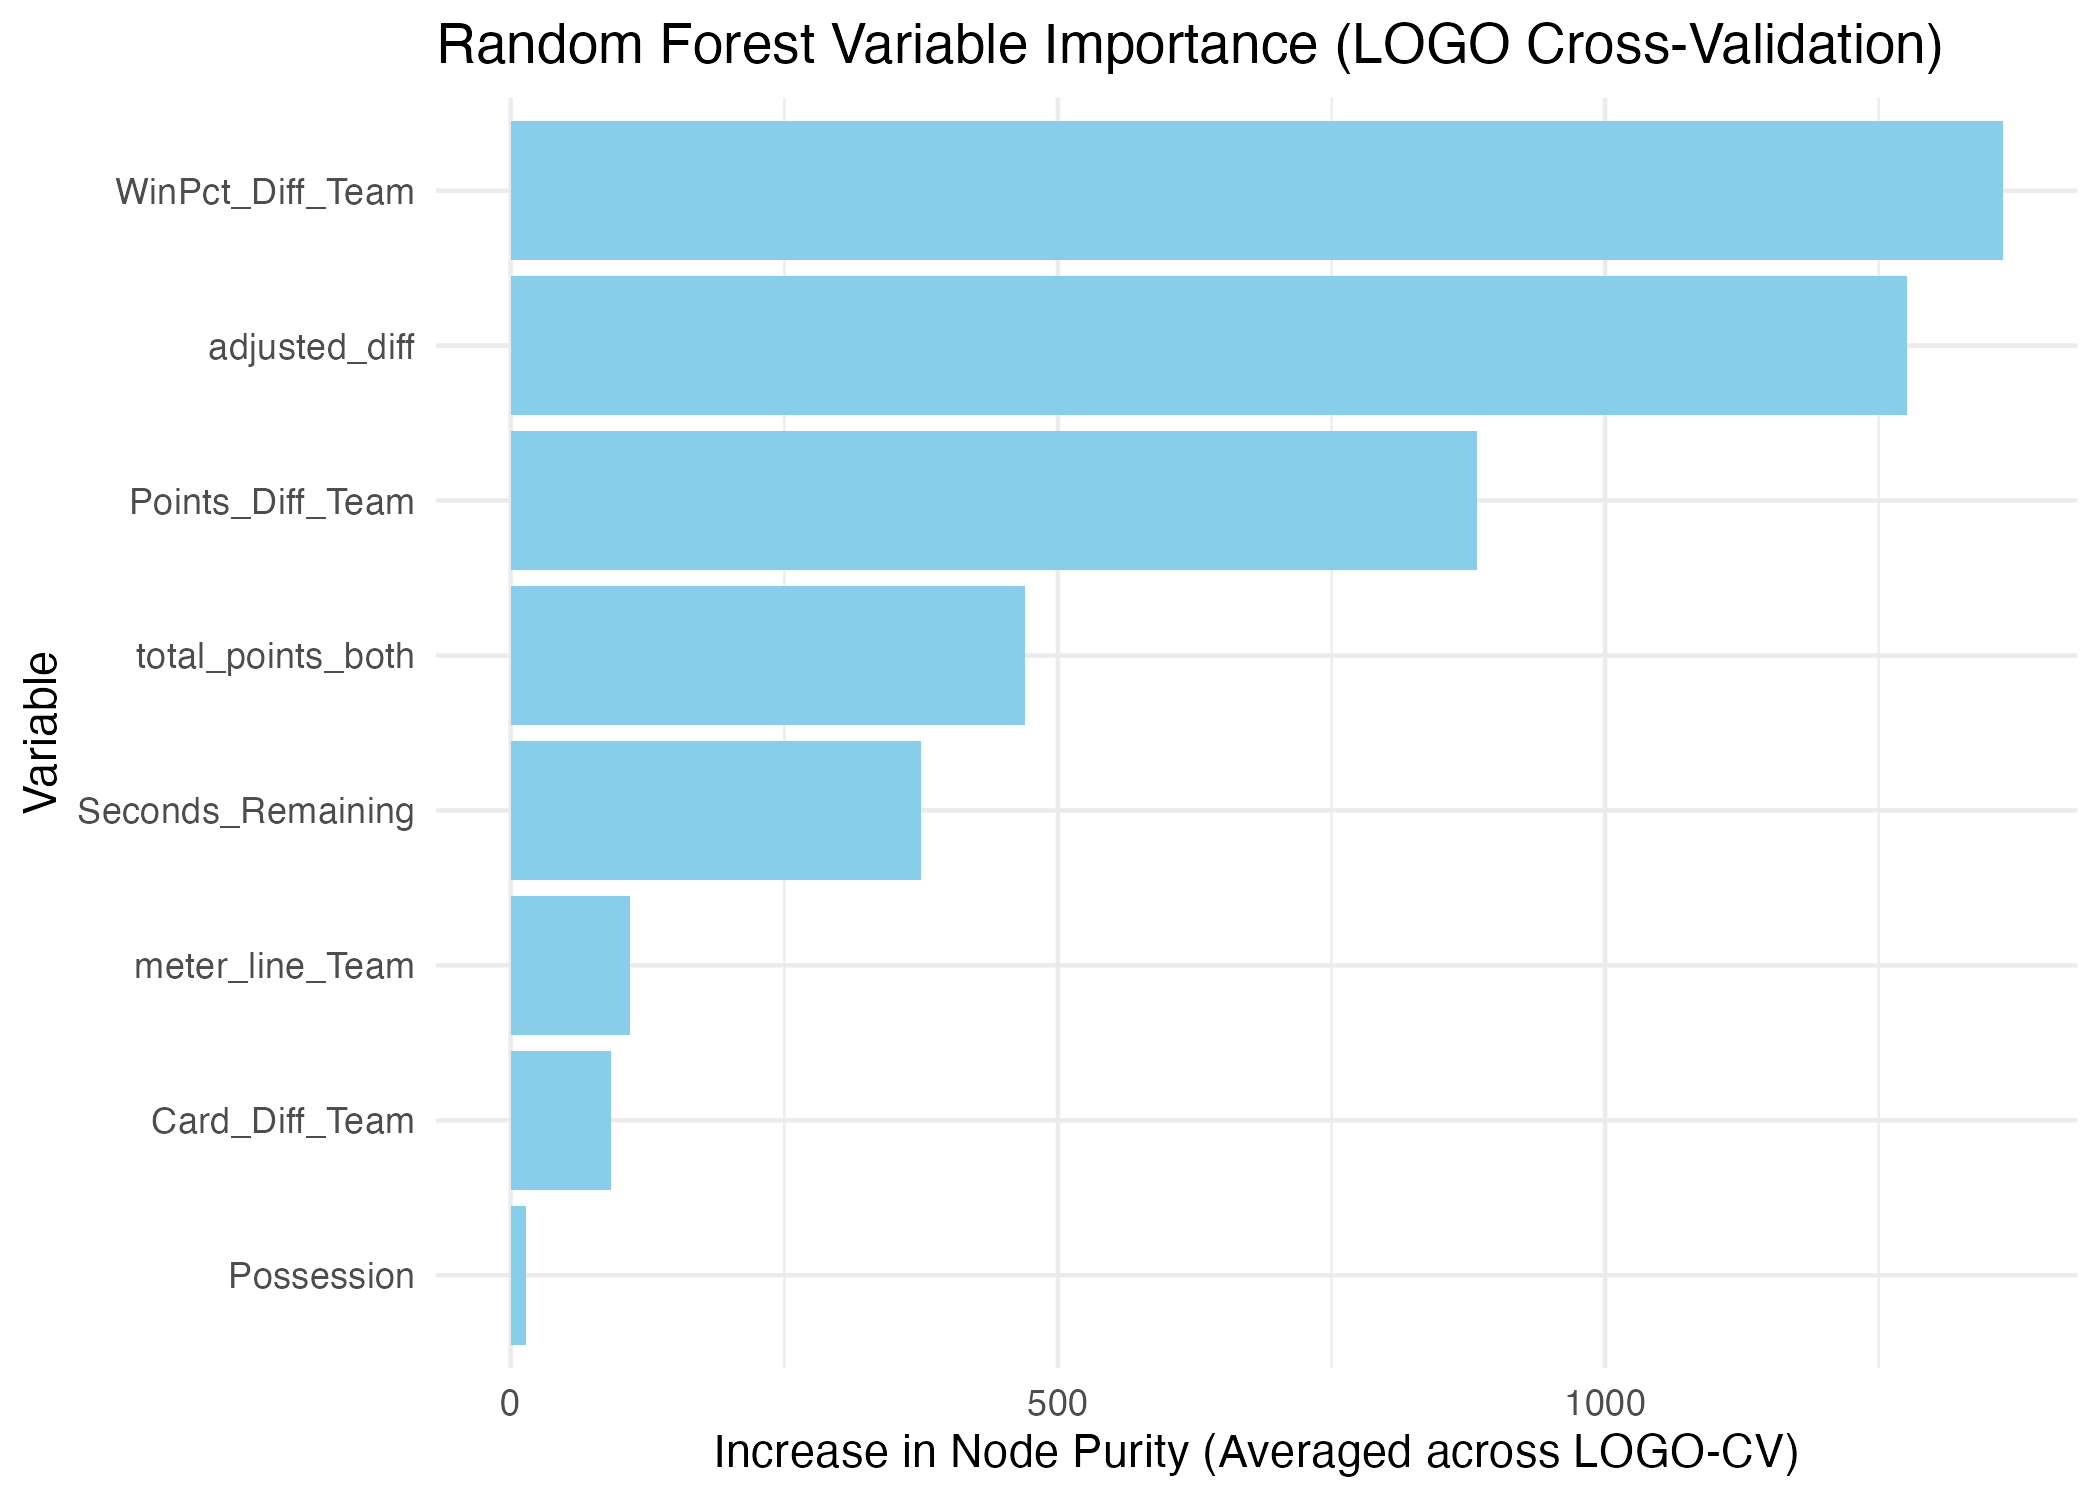 Random Forest Variable Importance (LOGO Cross-Validation)
Variable
WinPct_Diff_Team
adjusted_diff
Points_Diff_Team
total_points_both
Seconds_Remaining
meter_line_Team
Card_Diff_Team
Possession
0 500 1000
Increase in Node Purity (Averaged across LOGO-CV)